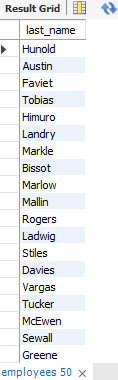 Result Grid
last_name
Hunold
Austin
Faviet
Tobias
Himuro
Landry
Markle
Bissot
Marlow
Mallin
Rogers
Ladwig
Stiles
Davies
Vargas
Tucker
McEwen
Sewall
Greene
employees 50 ×